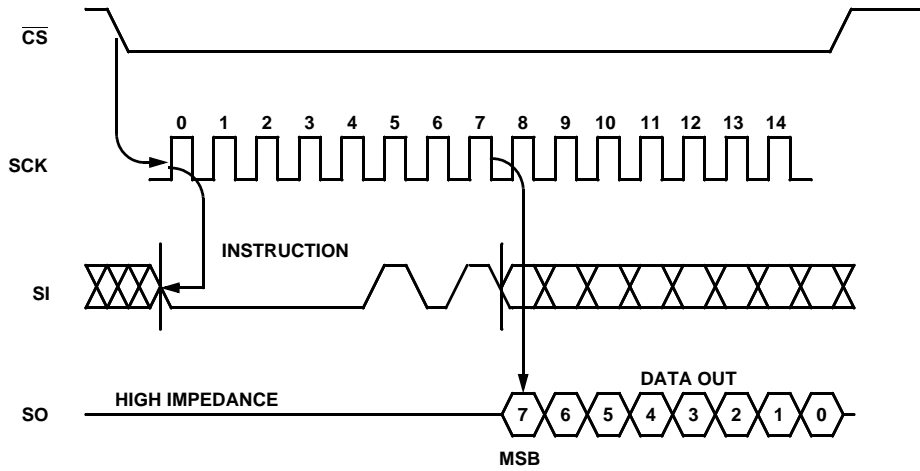 CS
0 1 2 3 4 5 6 7 8 9 10 11 12 13 14
SCK
INSTRUCTION
SI
DATA OUT
HIGH IMPEDANCE
SO
7 6 5 4 3 2 1 0
MSB